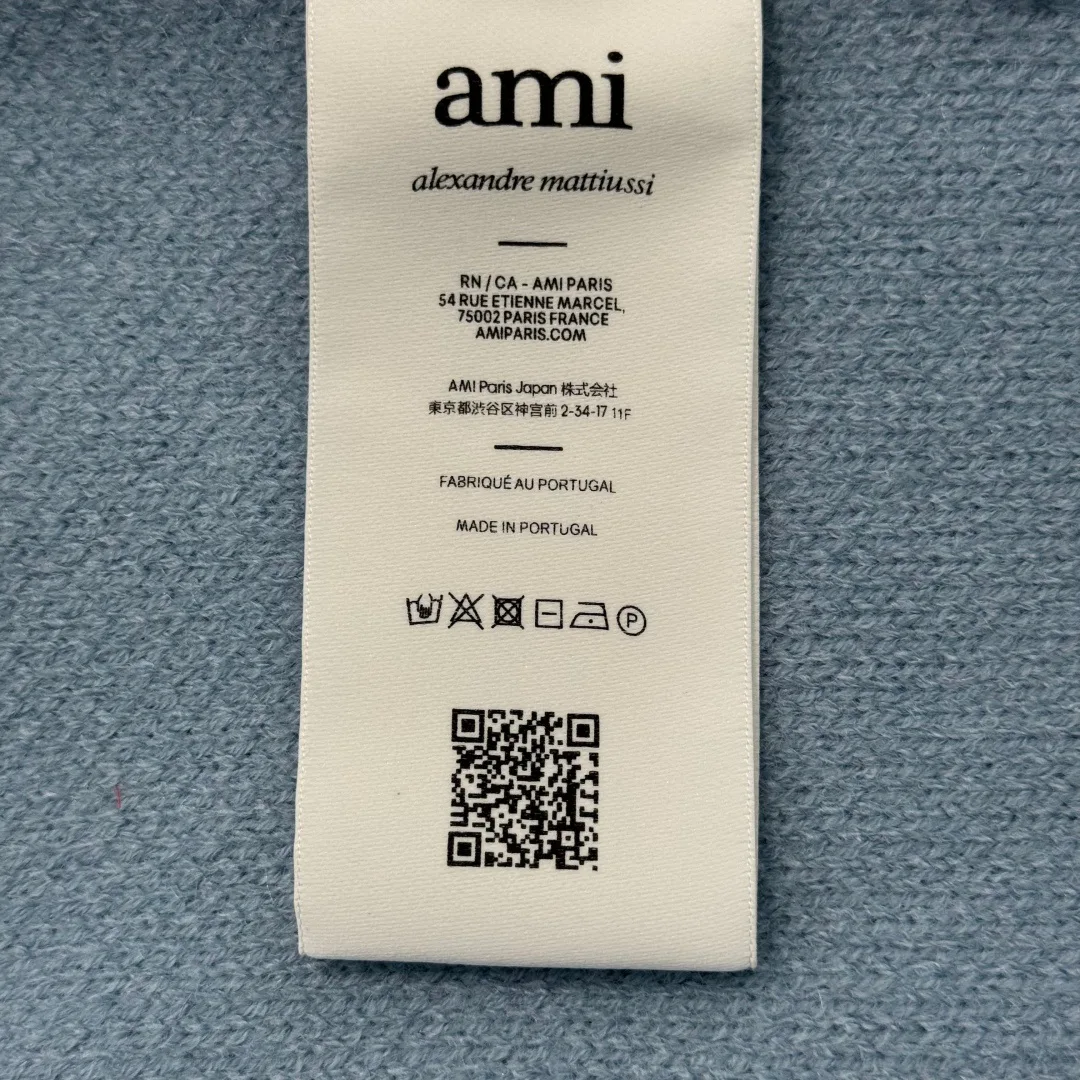 ami
alexandre mattiussi
RN / CA - AMI PARIS
54 RUE ETIENNE MARCEL,
75002 PARIS FRANCE
AMIPARIS.COM
AMI Paris Japan 株式会社
東京都渋谷区神宮前 2-34-17 11F
FABRIQUÉ AU PORTUGAL
MADE IN PORTUGAL
P